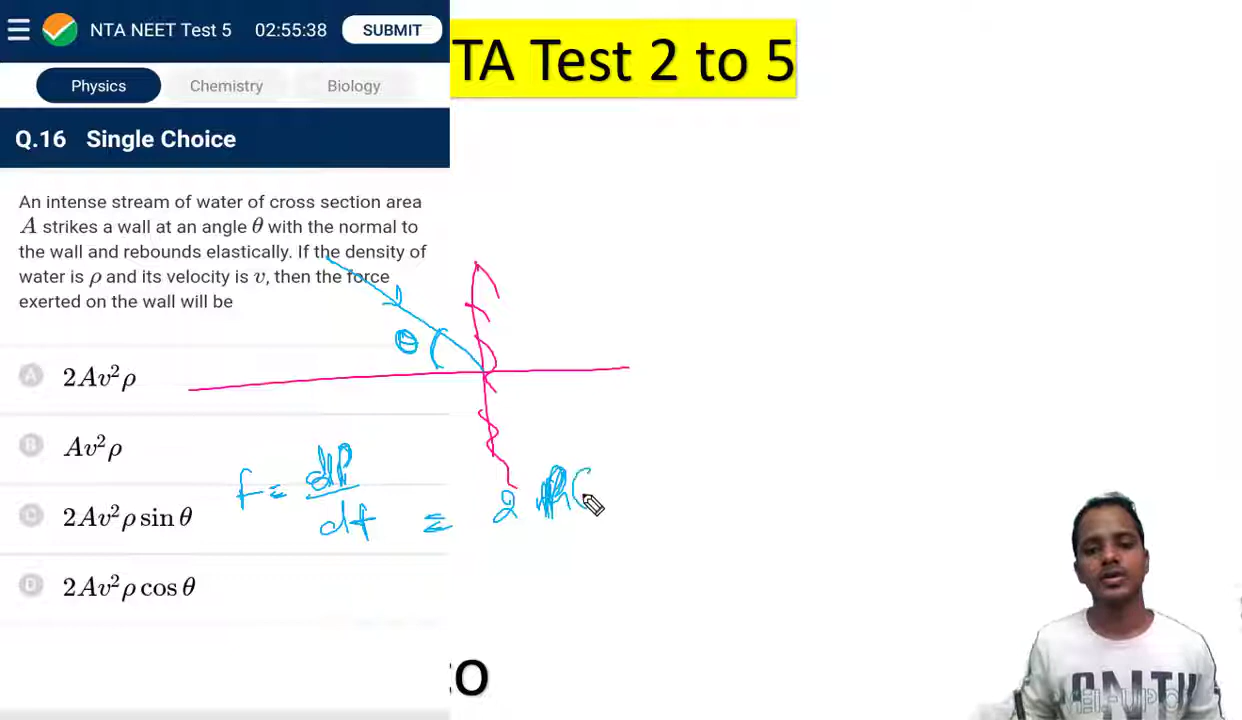 NTA NEET Test 5 02:55:38 SUBMIT
TA Test 2 to 5
Physics Chemistry Biology
Q.16 Single Choice
An intense stream of water of cross section area
A strikes a wall at an angle θ with the normal to
the wall and rebounds elastically. If the density of
water is ρ and its velocity is v, then the force
exerted on the wall will be
θ
A 2Av²ρ
B Av²ρ
f = dP/dt = 2
C 2Av²ρ sin θ
D 2Av²ρ cos θ
to